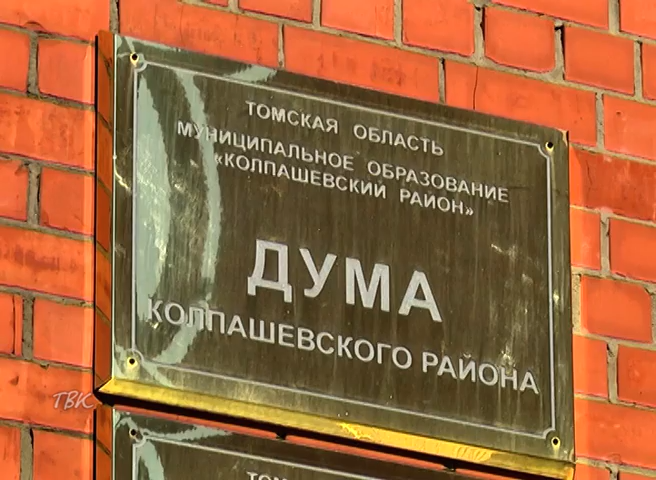 ТОМСКАЯ ОБЛАСТЬ
МУНИЦИПАЛЬНОЕ ОБРАЗОВАНИЕ
«КОЛПАШЕВСКИЙ РАЙОН»
ДУМА
КОЛПАШЕВСКОГО РАЙОНА
ТВК